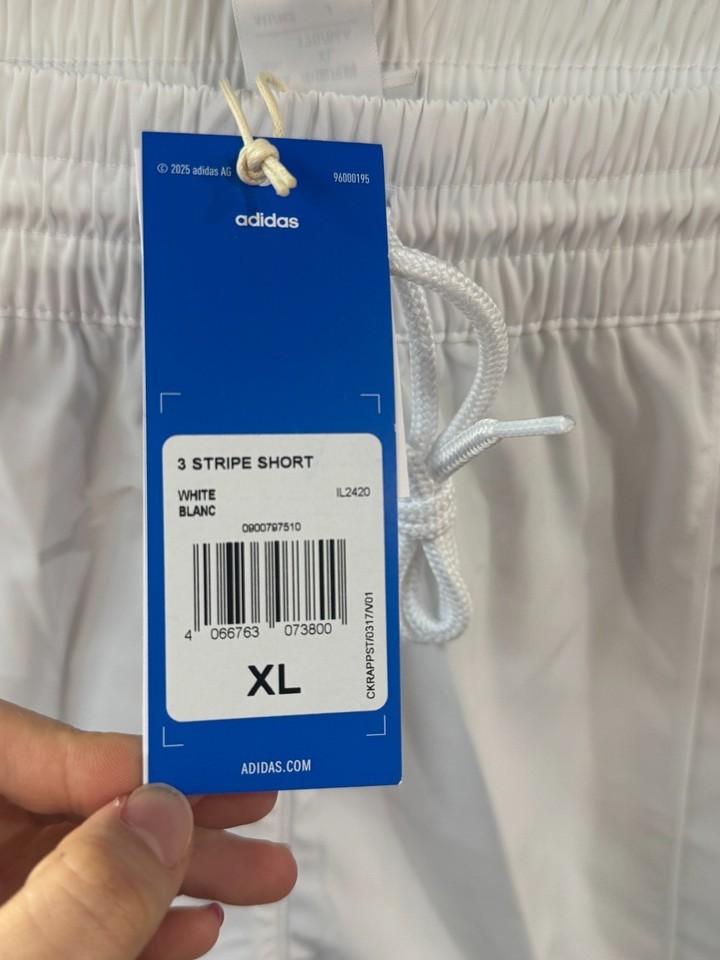 © 2025 adidas AG
96000195
adidas
3 STRIPE SHORT
WHITE
IL2420
BLANC
0900797510
4 066763 073800
CKRAPPST/0317/V01
XL
ADIDAS.COM